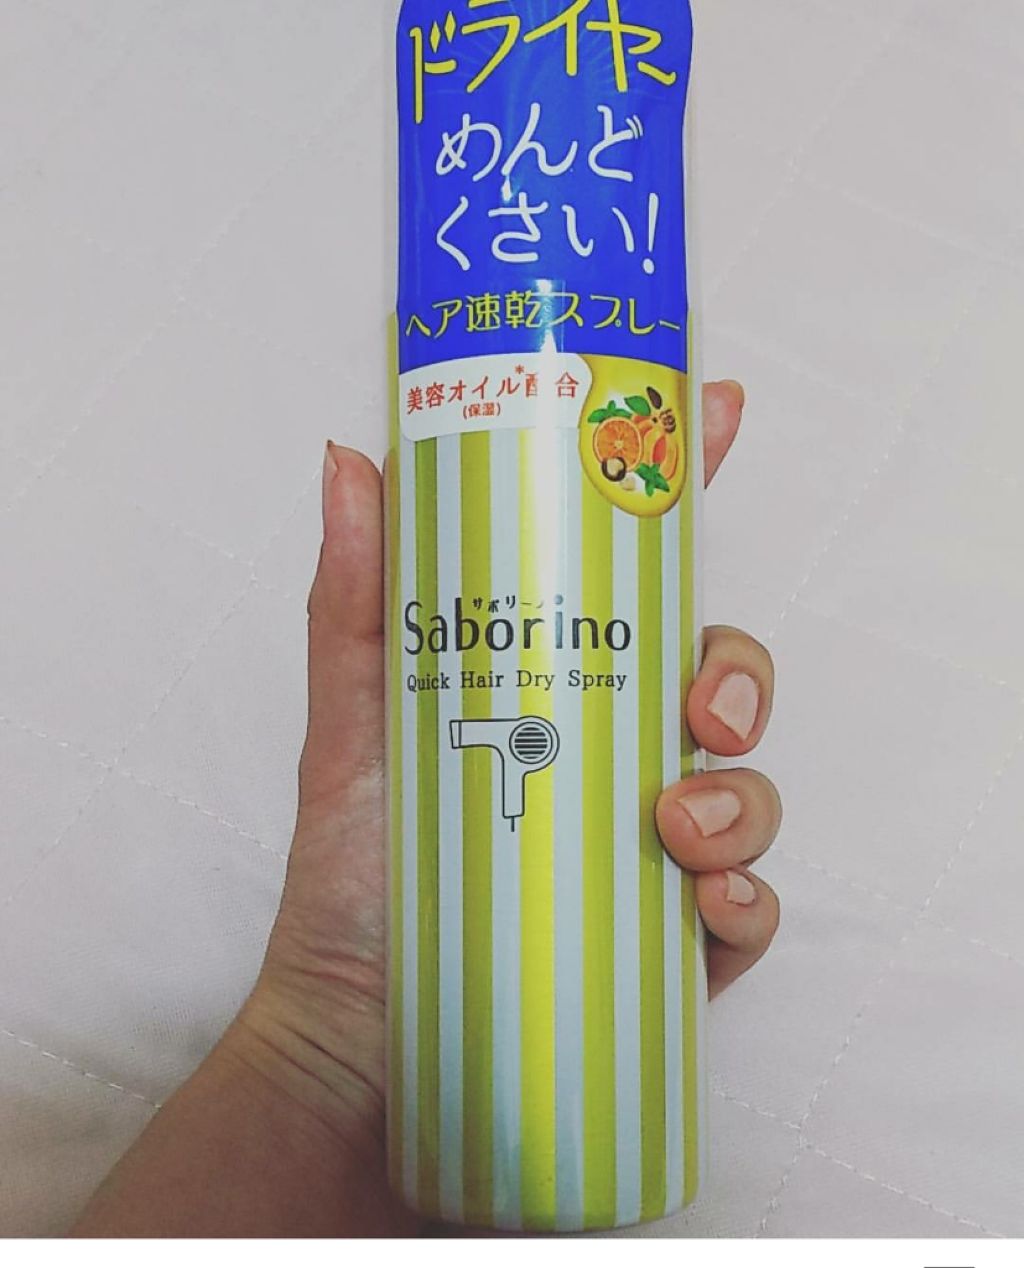 ドライヤー
めんど
くさい!
ヘア速乾スプレー
美容オイル*配合
(保湿)
サボリーノ
Saborino
Quick Hair Dry Spray